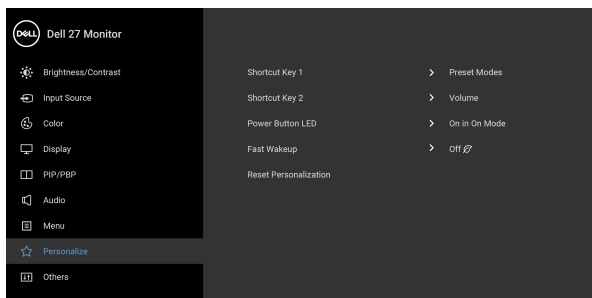 DELL Dell 27 Monitor
Brightness/Contrast
Shortcut Key 1 Preset Modes
Input Source
Shortcut Key 2 Volume
Color
Power Button LED On in On Mode
Display
Fast Wakeup Off
PIP/PBP
Reset Personalization
Audio
Menu
Personalize
Others